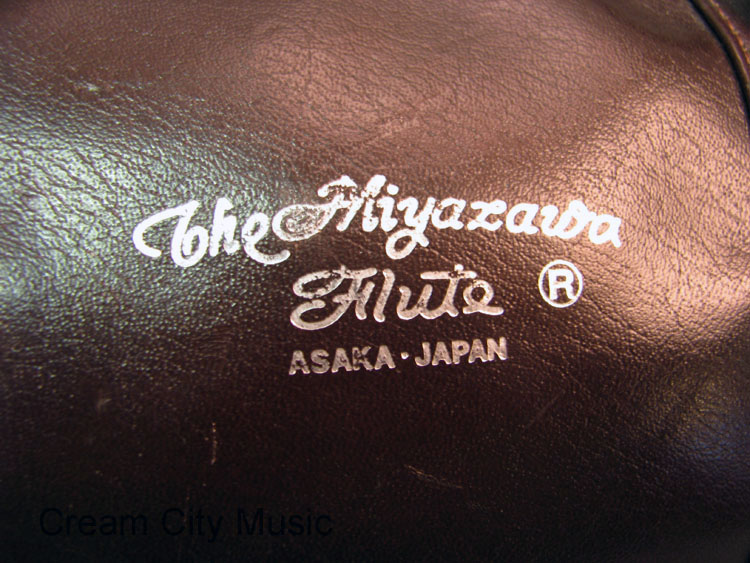 The Miyazawa
Flute ®
ASAKA · JAPAN
Cream City Music